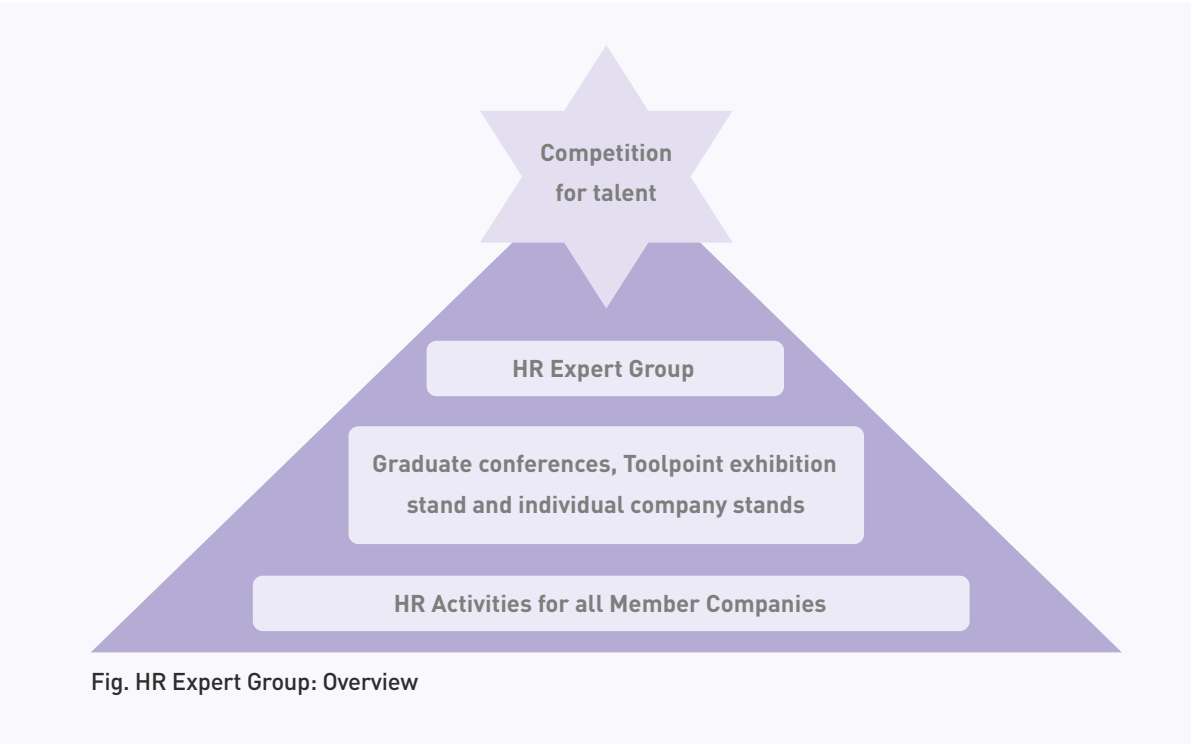 Competition
for talent
HR Expert Group
Graduate conferences, Toolpoint exhibition
stand and individual company stands
HR Activities for all Member Companies
Fig. HR Expert Group: Overview